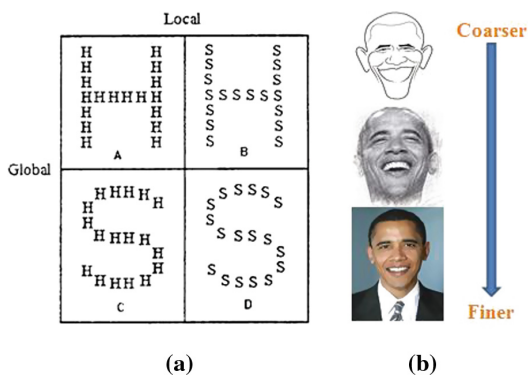 Local
Global
H H
H H
H H
H H H H H H
H H
H H
H H
A
S S
S S
S S
S S S S S S
S S
S S
S S
B
H H H H H
H
H
H H H H
H
H
H H H H H
C
S S S S S
S
S
S S S S
S
S
S S S S S
D
Coarser
Finer
(a)
(b)